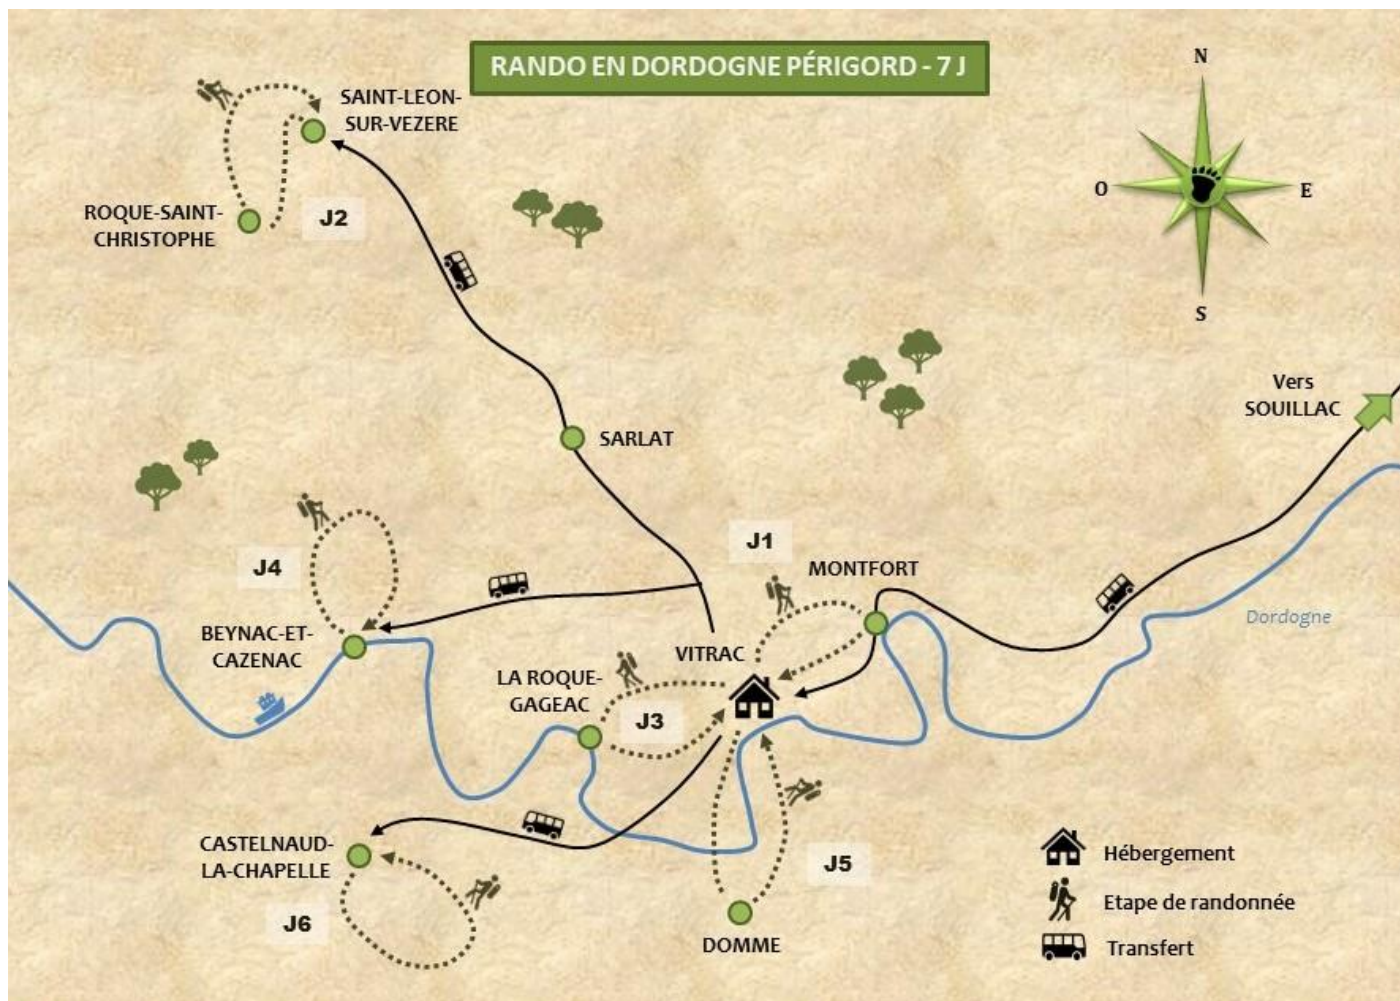 RANDO EN DORDOGNE PÉRIGORD - 7 J
N
O
E
S
SAINT-LEON-
SUR-VEZERE
ROQUE-SAINT-
CHRISTOPHE
J2
Vers
SOUILLAC
SARLAT
J1
J4
MONTFORT
Dordogne
BEYNAC-ET-
CAZENAC
VITRAC
LA ROQUE-
GAGEAC
J3
CASTELNAUD-
LA-CHAPELLE
J5
J6
DOMME
Hébergement
Etape de randonnée
Transfert